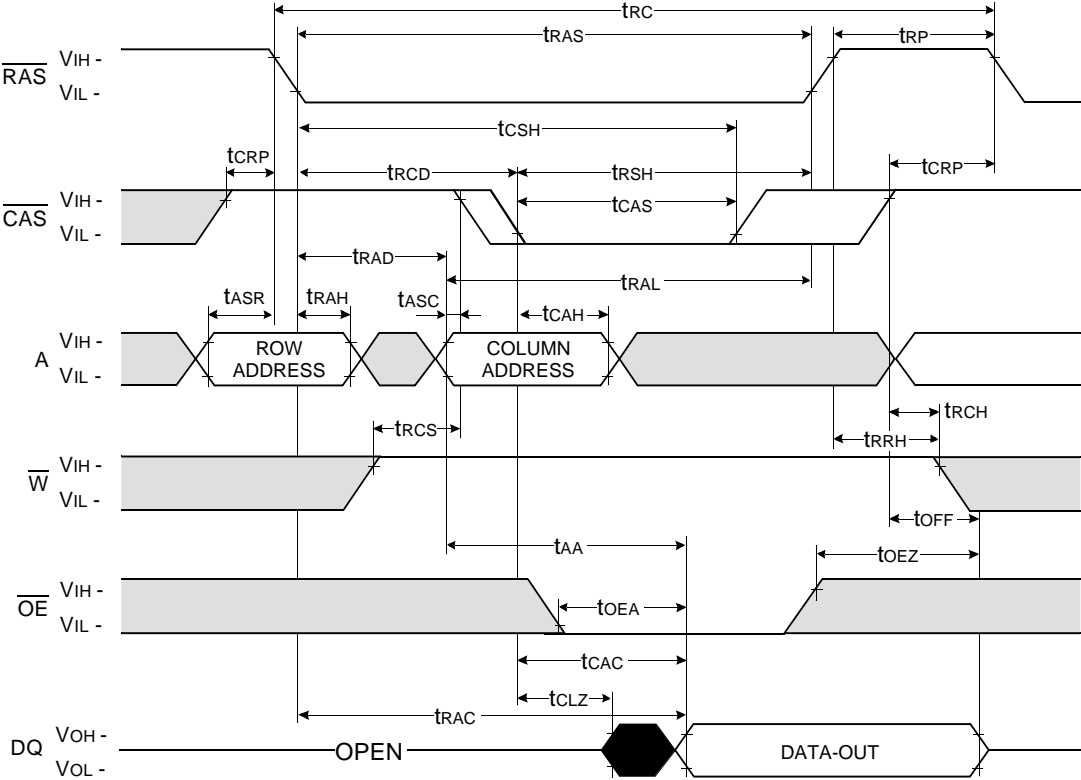 tRC
tRAS tRP
RAS VIH -
VIL -
tCSH
tCRP tRCD tRSH tCRP
CAS VIH -
VIL -
tCAS
tRAD
tRAL
tASR tRAH tASC tCAH
A VIH -
VIL -
ROW
ADDRESS
COLUMN
ADDRESS
tRCH
tRCS tRRH
W VIH -
VIL -
tOFF
tAA tOEZ
OE VIH -
VIL -
tOEA
tCAC
tCLZ
tRAC
DQ VOH -
VOL -
OPEN DATA-OUT